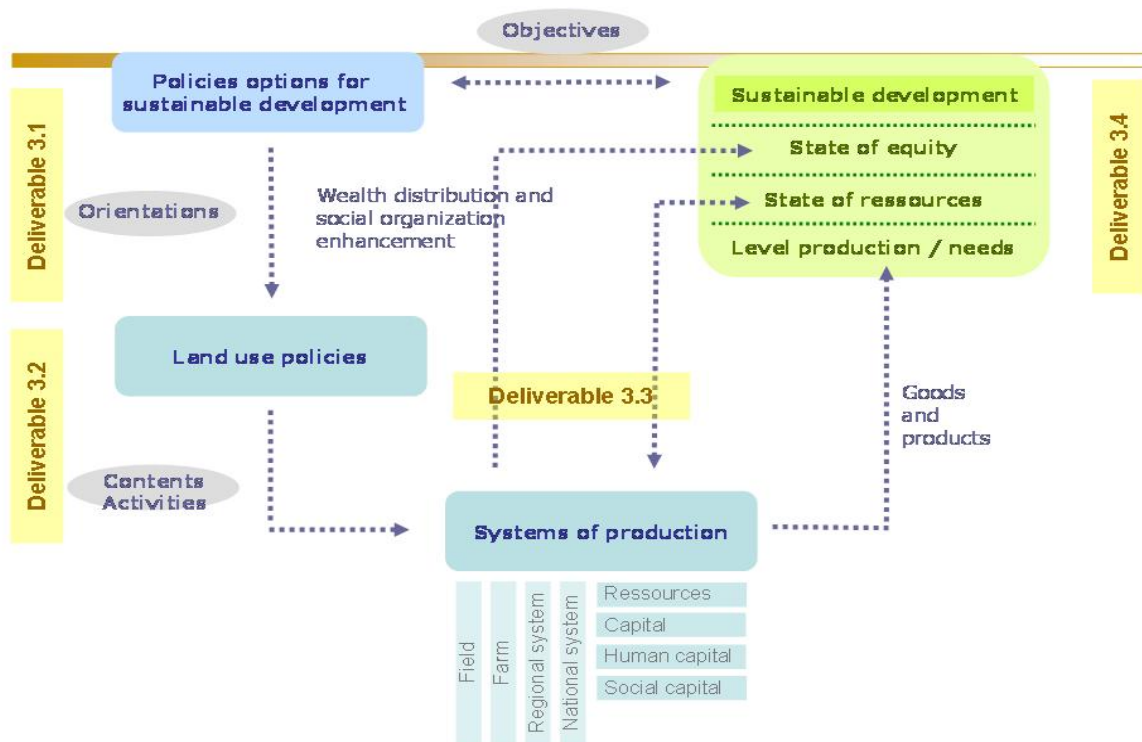 Objectives
Policies options for
sustainable development
Sustainable development
State of equity
State of ressources
Level production / needs
Deliverable 3.1
Orientations
Wealth distribution and
social organization
enhancement
Deliverable 3.4
Land use policies
Deliverable 3.2
Deliverable 3.3
Goods
and
products
Contents
Activities
Systems of production
Field
Farm
Regional system
National system
Ressources
Capital
Human capital
Social capital